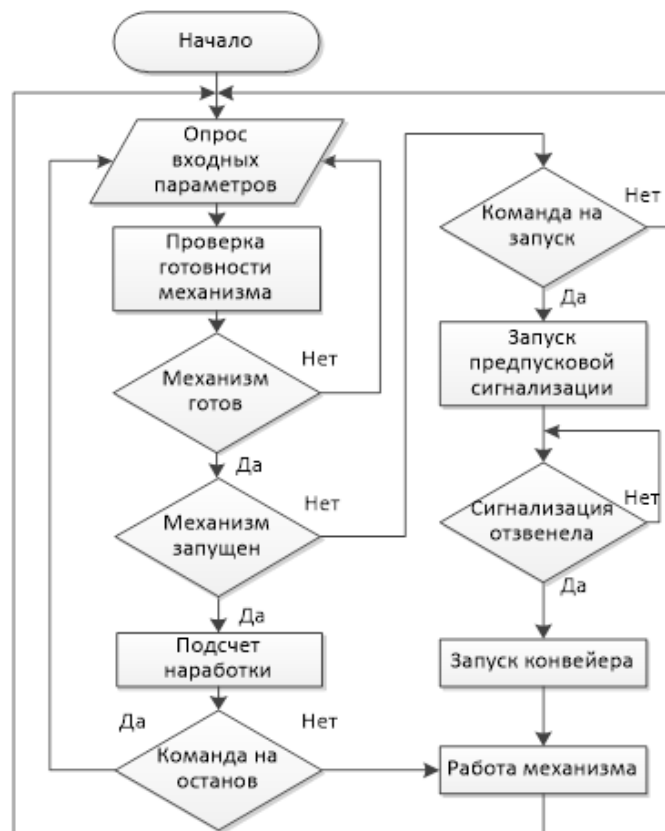 Начало
Опрос
входных
параметров
Проверка
готовности
механизма
Механизм
готов
Нет
Да
Механизм
запущен
Нет
Да
Подсчет
наработки
Да
Нет
Команда на
останов
Команда на
запуск
Нет
Да
Запуск
предпусковой
сигнализации
Сигнализация
отзвенела
Нет
Да
Запуск конвейера
Работа механизма